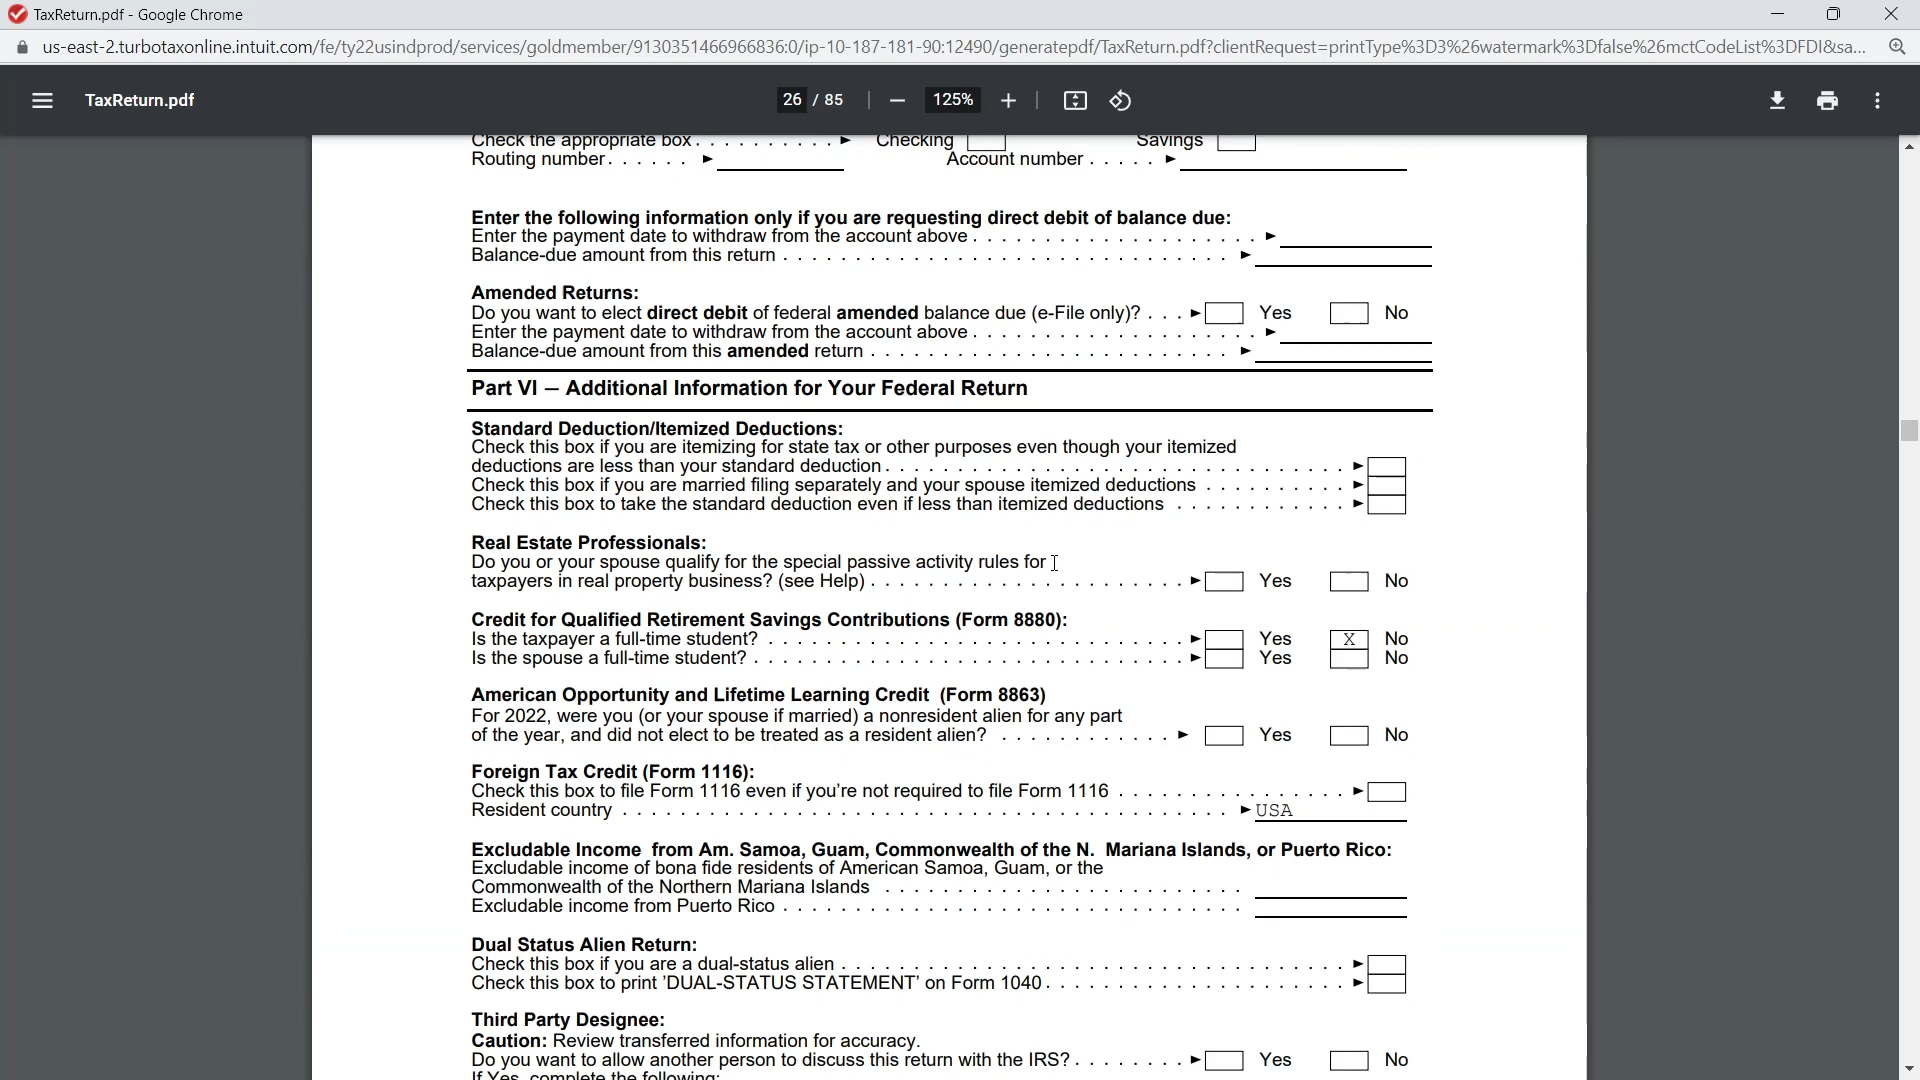 TaxReturn.pdf - Google Chrome
us-east-2.turbotaxonline.intuit.com/fe/ty22usindprod/services/goldmember/9130351466966836:0/ip-10-187-181-90:12490/generatepdf/TaxReturn.pdf?clientRequest=printType%3D3%26watermark%3Dfalse%26mctCodeList%3DFDI&sa...
TaxReturn.pdf 26 / 85 125%
Check the appropriate box . . . . . . . . . . ► Checking Savings
Routing number . . . . . . ► Account number . . . . . ►
Enter the following information only if you are requesting direct debit of balance due:
Enter the payment date to withdraw from the account above . . . . . . . . . . . . . . . . . . . . ►
Balance-due amount from this return . . . . . . . . . . . . . . . . . . . . . . . . . . . . . . . ►
Amended Returns:
Do you want to elect direct debit of federal amended balance due (e-File only)? . . . ► Yes No
Enter the payment date to withdraw from the account above . . . . . . . . . . . . . . . . . . . . ►
Balance-due amount from this amended return . . . . . . . . . . . . . . . . . . . . . . . . . ►
Part VI — Additional Information for Your Federal Return
Standard Deduction/Itemized Deductions:
Check this box if you are itemizing for state tax or other purposes even though your itemized
deductions are less than your standard deduction . . . . . . . . . . . . . . . . . . . . . . . . . . . . . . . . ►
Check this box if you are married filing separately and your spouse itemized deductions . . . . . . . . . . ►
Check this box to take the standard deduction even if less than itemized deductions . . . . . . . . . . . . ►
Real Estate Professionals:
Do you or your spouse qualify for the special passive activity rules for
taxpayers in real property business? (see Help) . . . . . . . . . . . . . . . . . . . . . . ► Yes No
Credit for Qualified Retirement Savings Contributions (Form 8880):
Is the taxpayer a full-time student? . . . . . . . . . . . . . . . . . . . . . . . . . . . . . ► Yes X No
Is the spouse a full-time student? . . . . . . . . . . . . . . . . . . . . . . . . . . . . . . ► Yes No
American Opportunity and Lifetime Learning Credit (Form 8863)
For 2022, were you (or your spouse if married) a nonresident alien for any part
of the year, and did not elect to be treated as a resident alien? . . . . . . . . . . . . ► Yes No
Foreign Tax Credit (Form 1116):
Check this box to file Form 1116 even if you're not required to file Form 1116 . . . . . . . . . . . . . . . . ►
Resident country . . . . . . . . . . . . . . . . . . . . . . . . . . . . . . . . . . . . . . . . . . ► USA
Excludable Income from Am. Samoa, Guam, Commonwealth of the N. Mariana Islands, or Puerto Rico:
Excludable income of bona fide residents of American Samoa, Guam, or the
Commonwealth of the Northern Mariana Islands . . . . . . . . . . . . . . . . . . . . . . . . .
Excludable income from Puerto Rico . . . . . . . . . . . . . . . . . . . . . . . . . . . . . . . .
Dual Status Alien Return:
Check this box if you are a dual-status alien . . . . . . . . . . . . . . . . . . . . . . . . . . . . . . . . . . . ►
Check this box to print 'DUAL-STATUS STATEMENT' on Form 1040 . . . . . . . . . . . . . . . . . . . . . ►
Third Party Designee:
Caution: Review transferred information for accuracy.
Do you want to allow another person to discuss this return with the IRS? . . . . . . . . ► Yes No
If Yes, complete the following: